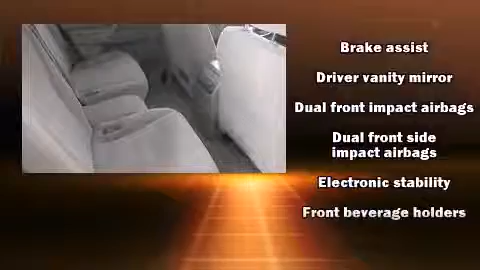 Brake assist
Driver vanity mirror
Dual front impact airbags
Dual front side
impact airbags
Electronic stability
Front beverage holders